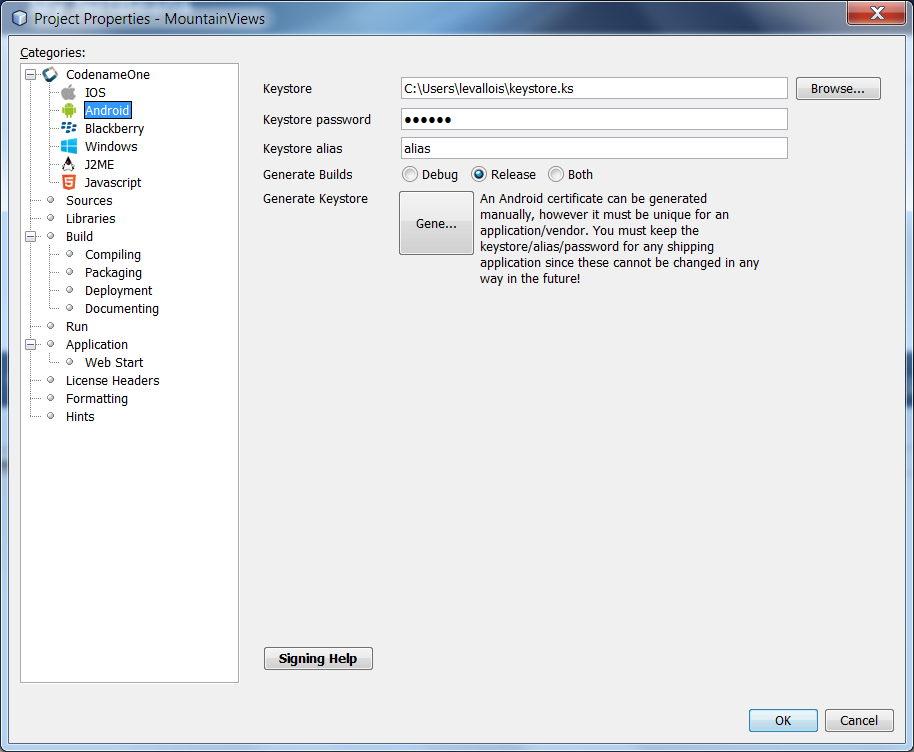 Project Properties - MountainViews
Categories:
CodenameOne
IOS
Android
Blackberry
Windows
J2ME
Javascript
Sources
Libraries
Build
Compiling
Packaging
Deployment
Documenting
Run
Application
Web Start
License Headers
Formatting
Hints
Keystore
C:\Users\levallois\keystore.ks
Browse...
Keystore password
●●●●●●
Keystore alias
alias
Generate Builds
Debug
Release
Both
Generate Keystore
Gene...
An Android certificate can be generated
manually, however it must be unique for an
application/vendor. You must keep the
keystore/alias/password for any shipping
application since these cannot be changed in any
way in the future!
Signing Help
OK
Cancel